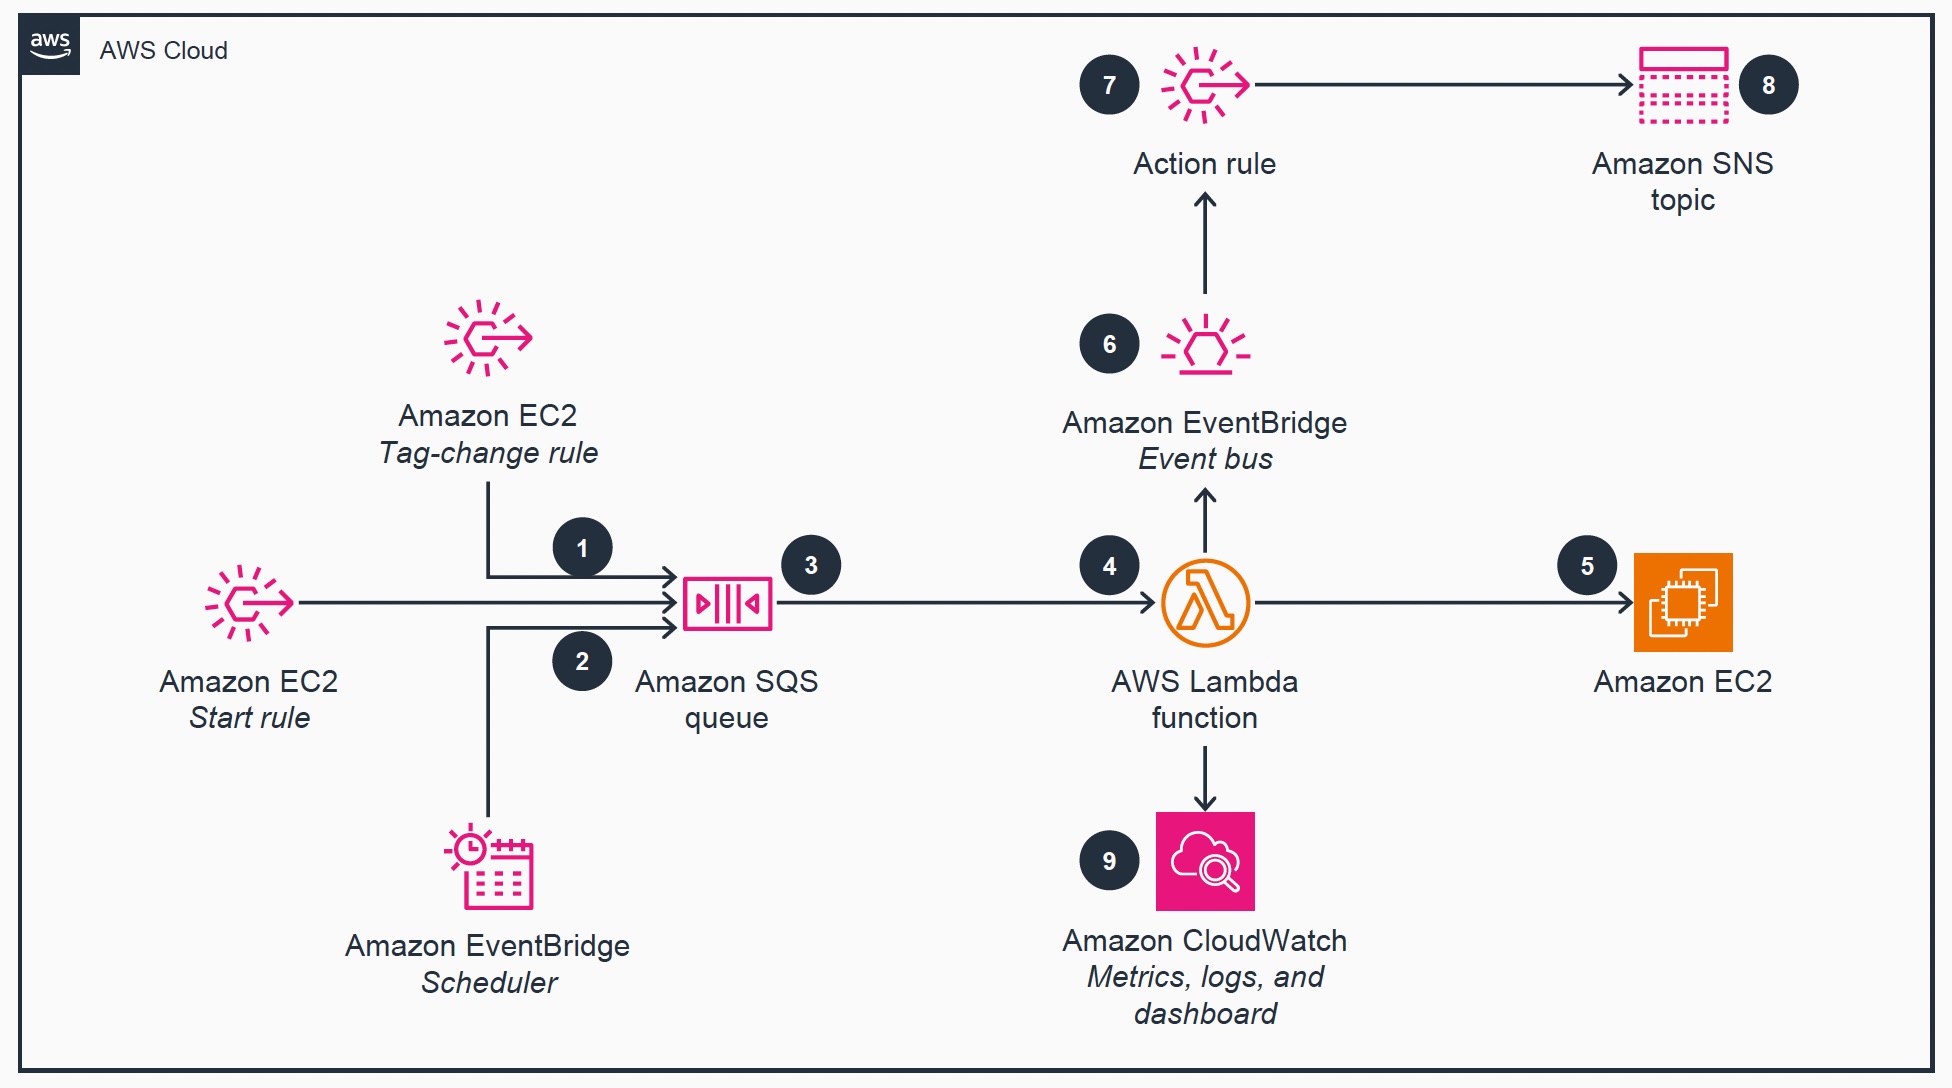 aws
AWS Cloud
7
8
Action rule
Amazon SNS
topic
6
Amazon EC2
Tag-change rule
Amazon EventBridge
Event bus
1
3
4
5
2
Amazon EC2
Start rule
Amazon SQS
queue
AWS Lambda
function
Amazon EC2
9
Amazon EventBridge
Scheduler
Amazon CloudWatch
Metrics, logs, and
dashboard